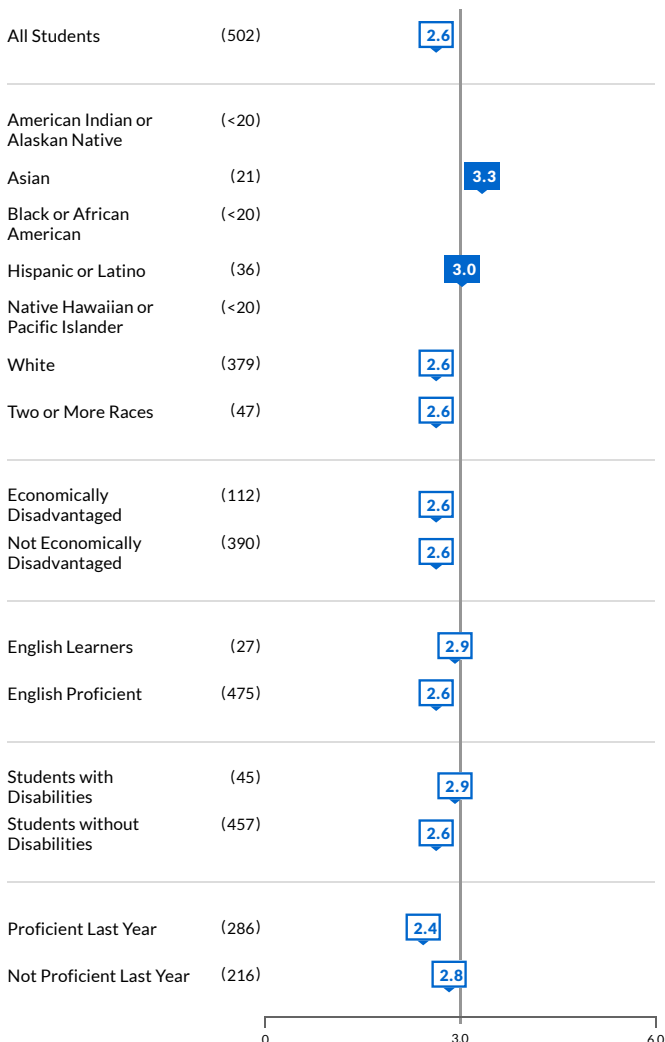 All Students (502) 2.6
American Indian or (<20)
Alaskan Native
Asian (21) 3.3
Black or African (<20)
American
Hispanic or Latino (36) 3.0
Native Hawaiian or (<20)
Pacific Islander
White (379) 2.6
Two or More Races (47) 2.6
Economically (112) 2.6
Disadvantaged
Not Economically (390) 2.6
Disadvantaged
English Learners (27) 2.9
English Proficient (475) 2.6
Students with (45) 2.9
Disabilities
Students without (457) 2.6
Disabilities
Proficient Last Year (286) 2.4
Not Proficient Last Year (216) 2.8
0 3.0 6.0